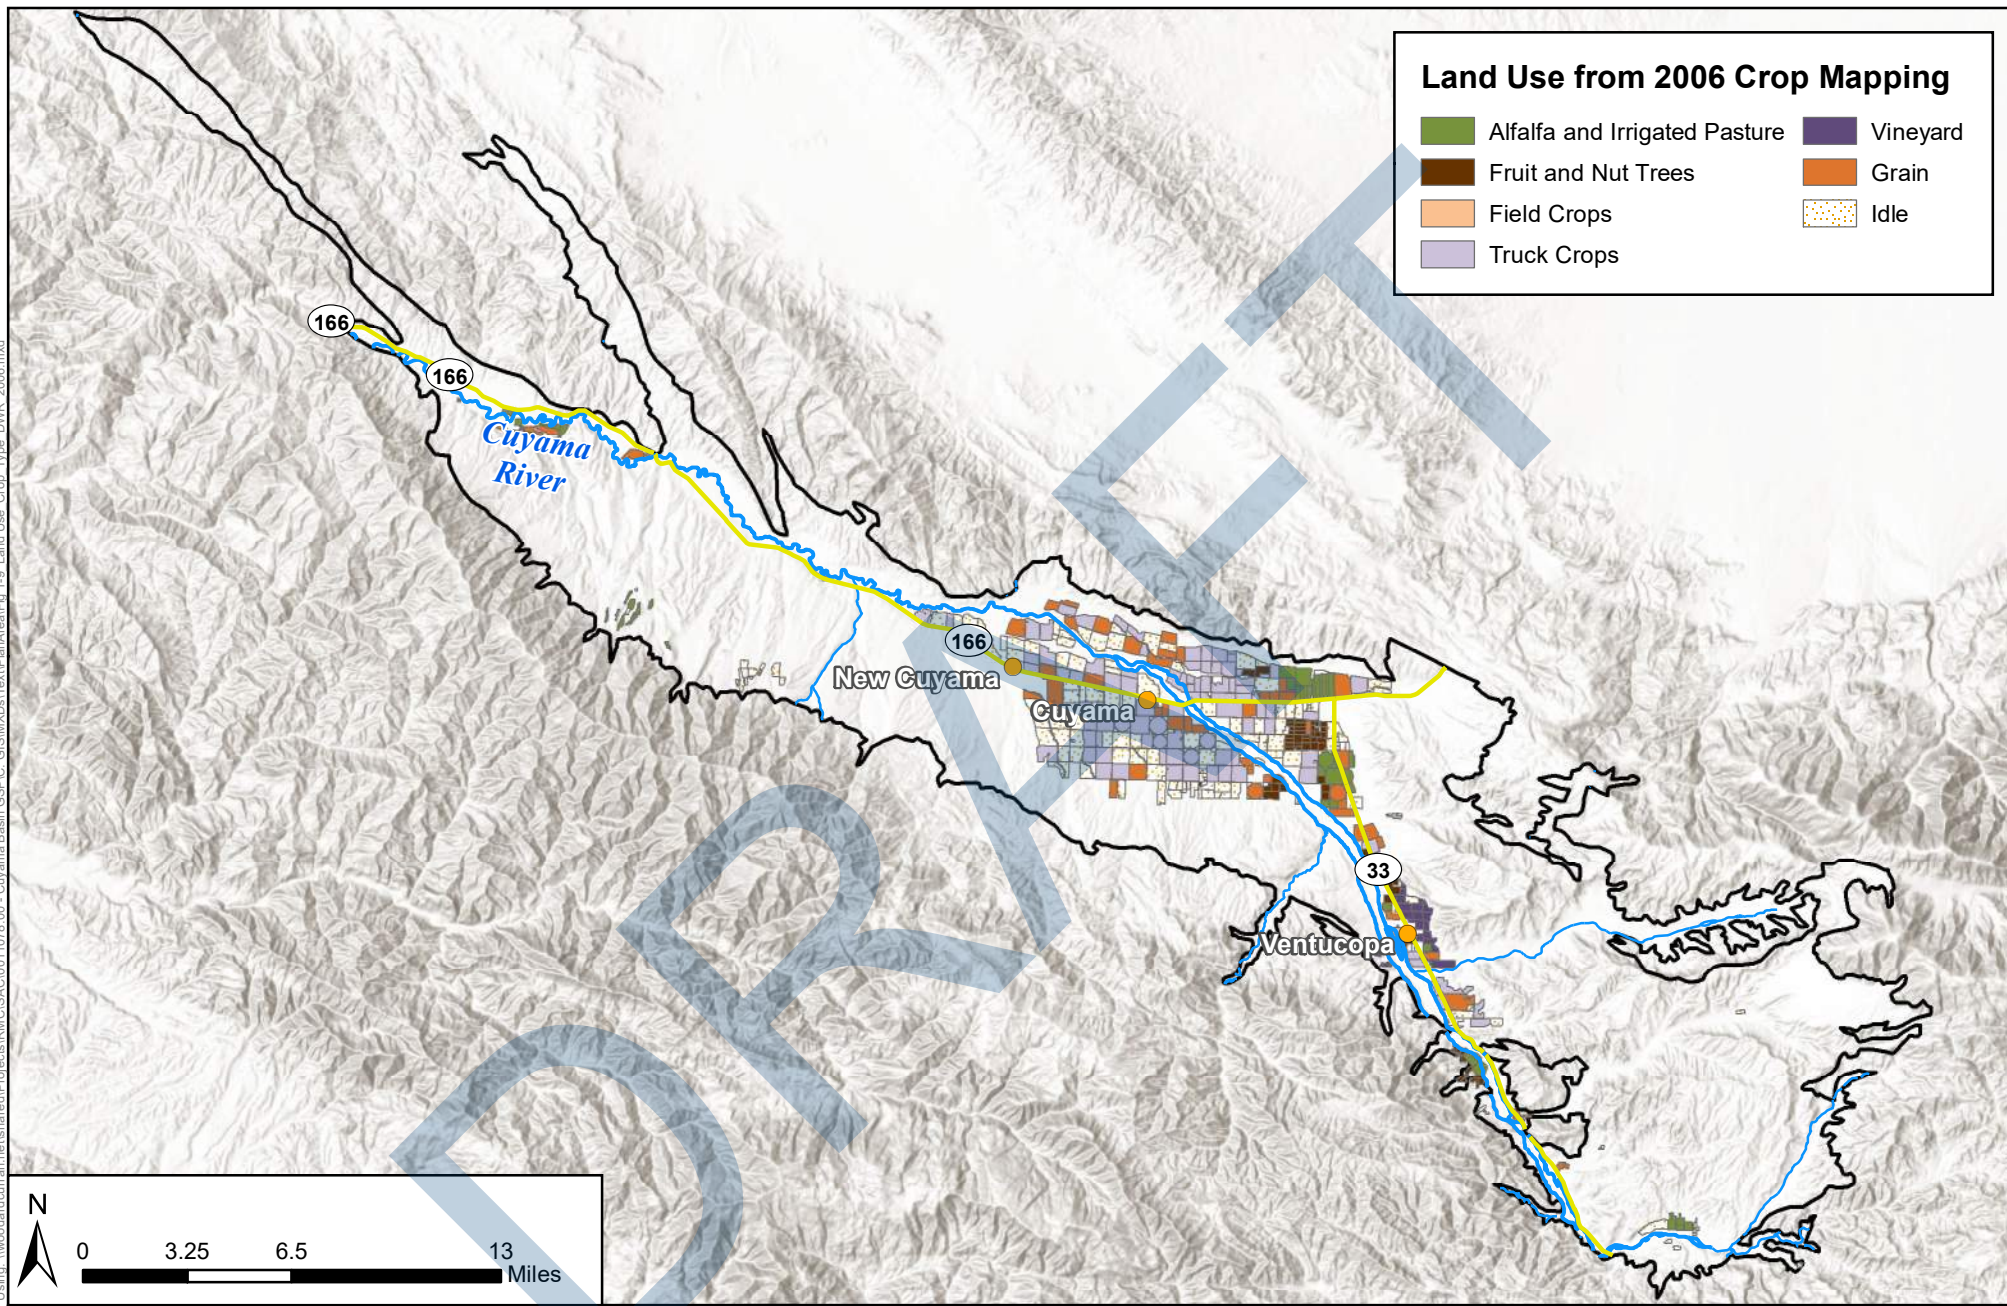 Land Use from 2006 Crop Mapping
Alfalfa and Irrigated Pasture
Vineyard
Fruit and Nut Trees
Grain
Field Crops
Idle
Truck Crops
166
166
Cuyama
River
166
New Cuyama
Cuyama
33
Ventucopa
DRAFT
N
0 3.25 6.5 13
Miles